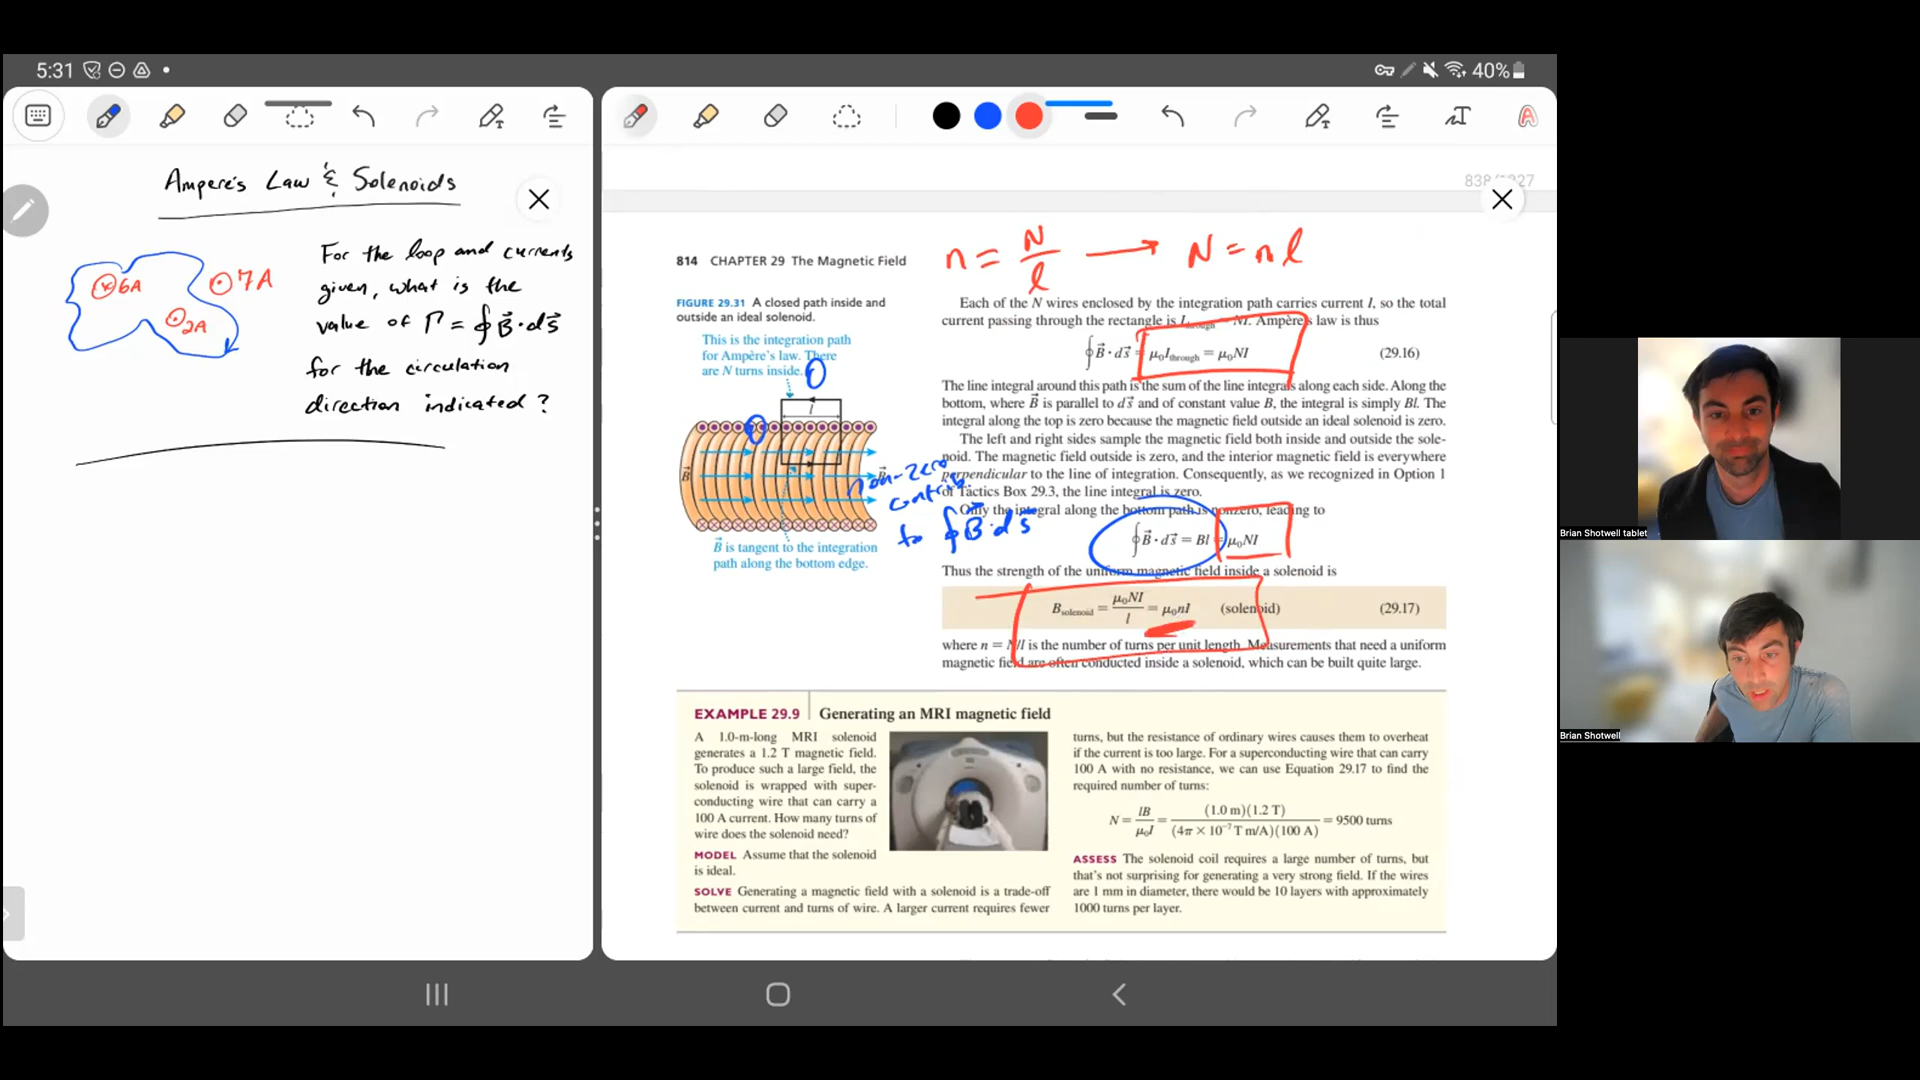 5:31
40%
Ampere's Law & Solenoids
⊗6A
⊙7A
⊙2A
For the loop and currents
given, what is the
value of Γ = ∮B⃗·ds⃗
for the circulation
direction indicated?
n = N/l → N = nl
814 CHAPTER 29 The Magnetic Field
FIGURE 29.31 A closed path inside and
outside an ideal solenoid.
This is the integration path
for Ampère's law. There
are N turns inside.
l
B⃗
B⃗ is tangent to the integration
path along the bottom edge.
non-zero
to ∮B⃗·ds⃗
Each of the N wires enclosed by the integration path carries current I, so the total
current passing through the rectangle is I through = NI. Ampère's law is thus
∮B⃗·ds⃗ = μ₀I through = μ₀NI (29.16)
The line integral around this path is the sum of the line integrals along each side. Along the
bottom, where B⃗ is parallel to ds⃗ and of constant value B, the integral is simply Bl. The
integral along the top is zero because the magnetic field outside an ideal solenoid is zero.
The left and right sides sample the magnetic field both inside and outside the sole-
noid. The magnetic field outside is zero, and the interior magnetic field is everywhere
perpendicular to the line of integration. Consequently, as we recognized in Option 1
of Tactics Box 29.3, the line integral is zero.
Only the integral along the bottom path is nonzero, leading to
∮B⃗·ds⃗ = Bl = μ₀NI
Thus the strength of the uniform magnetic field inside a solenoid is
B solenoid = μ₀NI/l = μ₀nI (solenoid) (29.17)
where n = N/l is the number of turns per unit length. Measurements that need a uniform
magnetic field are often conducted inside a solenoid, which can be built quite large.
EXAMPLE 29.9 Generating an MRI magnetic field
A 1.0-m-long MRI solenoid
generates a 1.2 T magnetic field.
To produce such a large field, the
solenoid is wrapped with super-
conducting wire that can carry a
100 A current. How many turns of
wire does the solenoid need?
MODEL Assume that the solenoid
is ideal.
SOLVE Generating a magnetic field with a solenoid is a trade-off
between current and turns of wire. A larger current requires fewer
turns, but the resistance of ordinary wires causes them to overheat
if the current is too large. For a superconducting wire that can carry
100 A with no resistance, we can use Equation 29.17 to find the
required number of turns:
N = lB/μ₀I = (1.0 m)(1.2 T)/(4π × 10⁻⁷ T m/A)(100 A) = 9500 turns
ASSESS The solenoid coil requires a large number of turns, but
that's not surprising for generating a very strong field. If the wires
are 1 mm in diameter, there would be 10 layers with approximately
1000 turns per layer.
Brian Shotwell tablet
Brian Shotwell